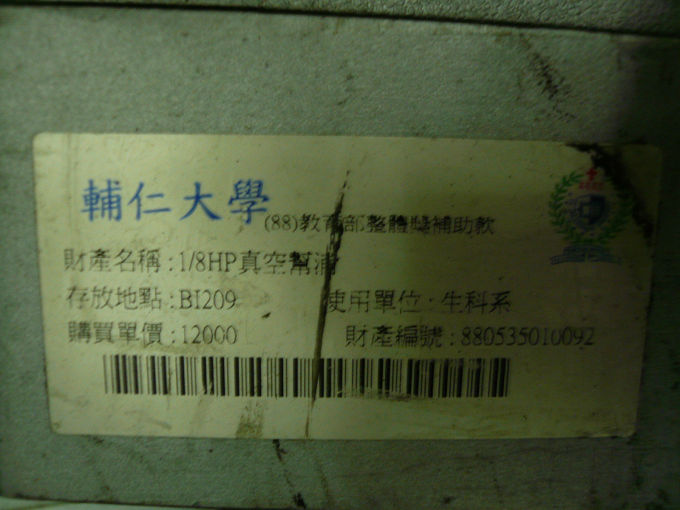 輔仁大學 (88)教育部整體獎補助款
財產名稱:1/8HP真空幫浦
存放地點:BI209 使用單位:生科系
購買單價:12000 財產編號:880535010092